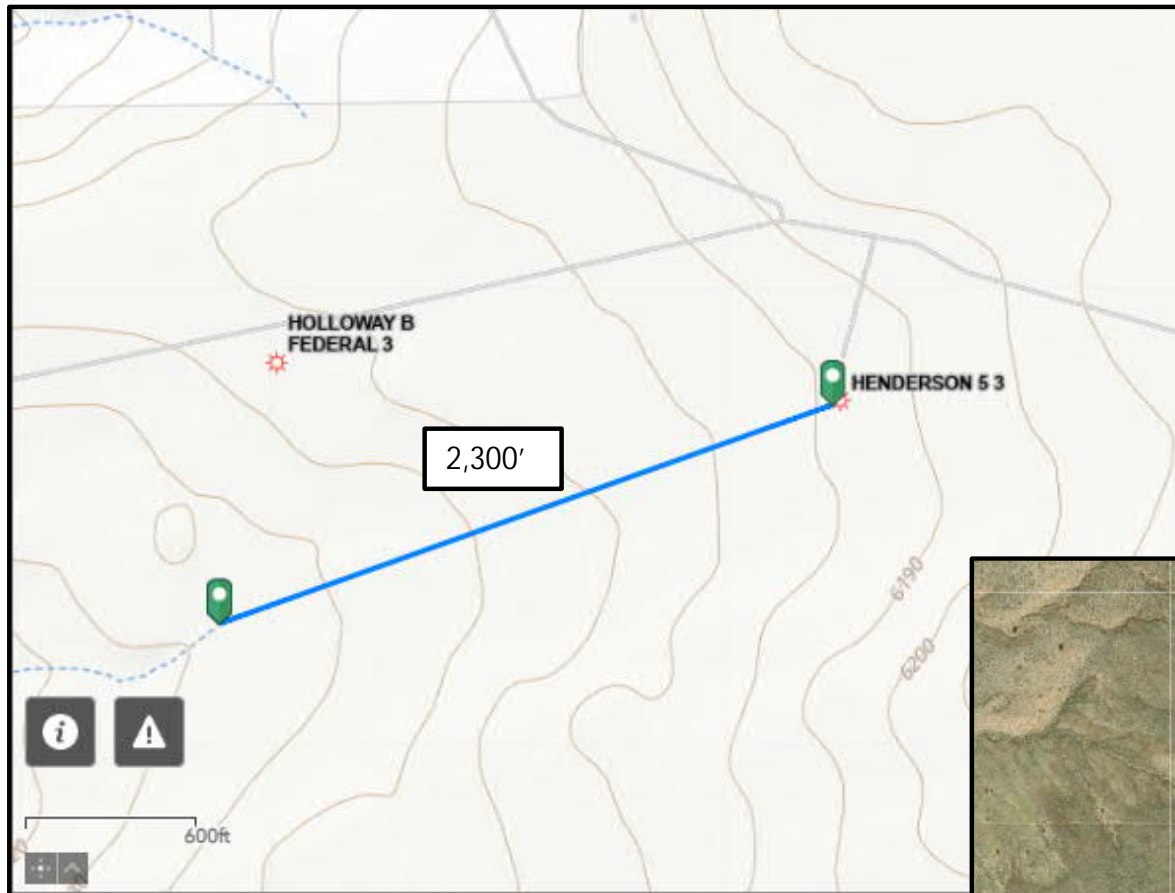 HOLLOWAY B
FEDERAL 3
HENDERSON 5 3
2,300’
6190
6200
600ft